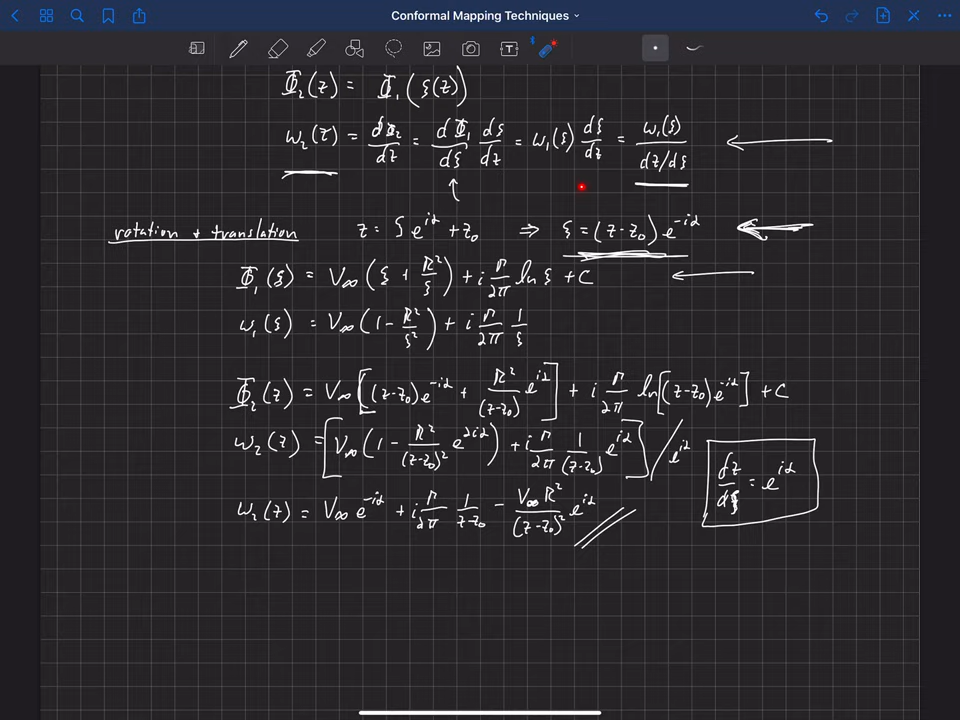 Conformal Mapping Techniques
Φ₂(z) = Φ₁(ξ(z))
w₂(z) = dΦ₂/dz = dΦ₁/dξ dξ/dz = w₁(ξ) dξ/dz = w₁(ξ)/(dz/dξ)
rotation + translation z = ξe^{iα} + z₀ ⇒ ξ = (z-z₀)e^{-iα}
Φ₁(ξ) = V∞(ξ + R²/ξ) + i Γ/2π ln ξ + C
w₁(ξ) = V∞(1 - R²/ξ²) + i Γ/2π 1/ξ
Φ₂(z) = V∞[(z-z₀)e^{-iα} + R²/(z-z₀) e^{iα}] + i Γ/2π ln[(z-z₀)e^{-iα}] + C
w₂(z) = [V∞(1 - R²/(z-z₀)² e^{2iα}) + i Γ/2π 1/(z-z₀) e^{iα}]/e^{iα}
dz/dξ = e^{iα}
w₂(z) = V∞e^{-iα} + i Γ/2π 1/(z-z₀) - V∞R²/(z-z₀)² e^{iα}